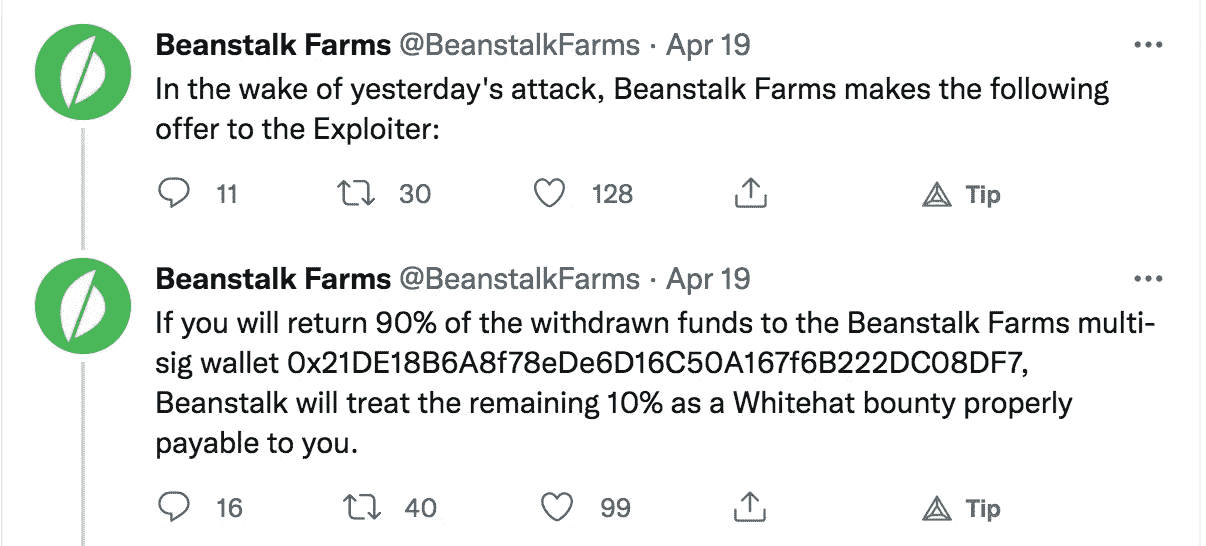 Beanstalk Farms @BeanstalkFarms · Apr 19
In the wake of yesterday's attack, Beanstalk Farms makes the following
offer to the Exploiter:
11 30 128 Tip
Beanstalk Farms @BeanstalkFarms · Apr 19
If you will return 90% of the withdrawn funds to the Beanstalk Farms multi-
sig wallet 0x21DE18B6A8f78eDe6D16C50A167f6B222DC08DF7,
Beanstalk will treat the remaining 10% as a Whitehat bounty properly
payable to you.
16 40 99 Tip